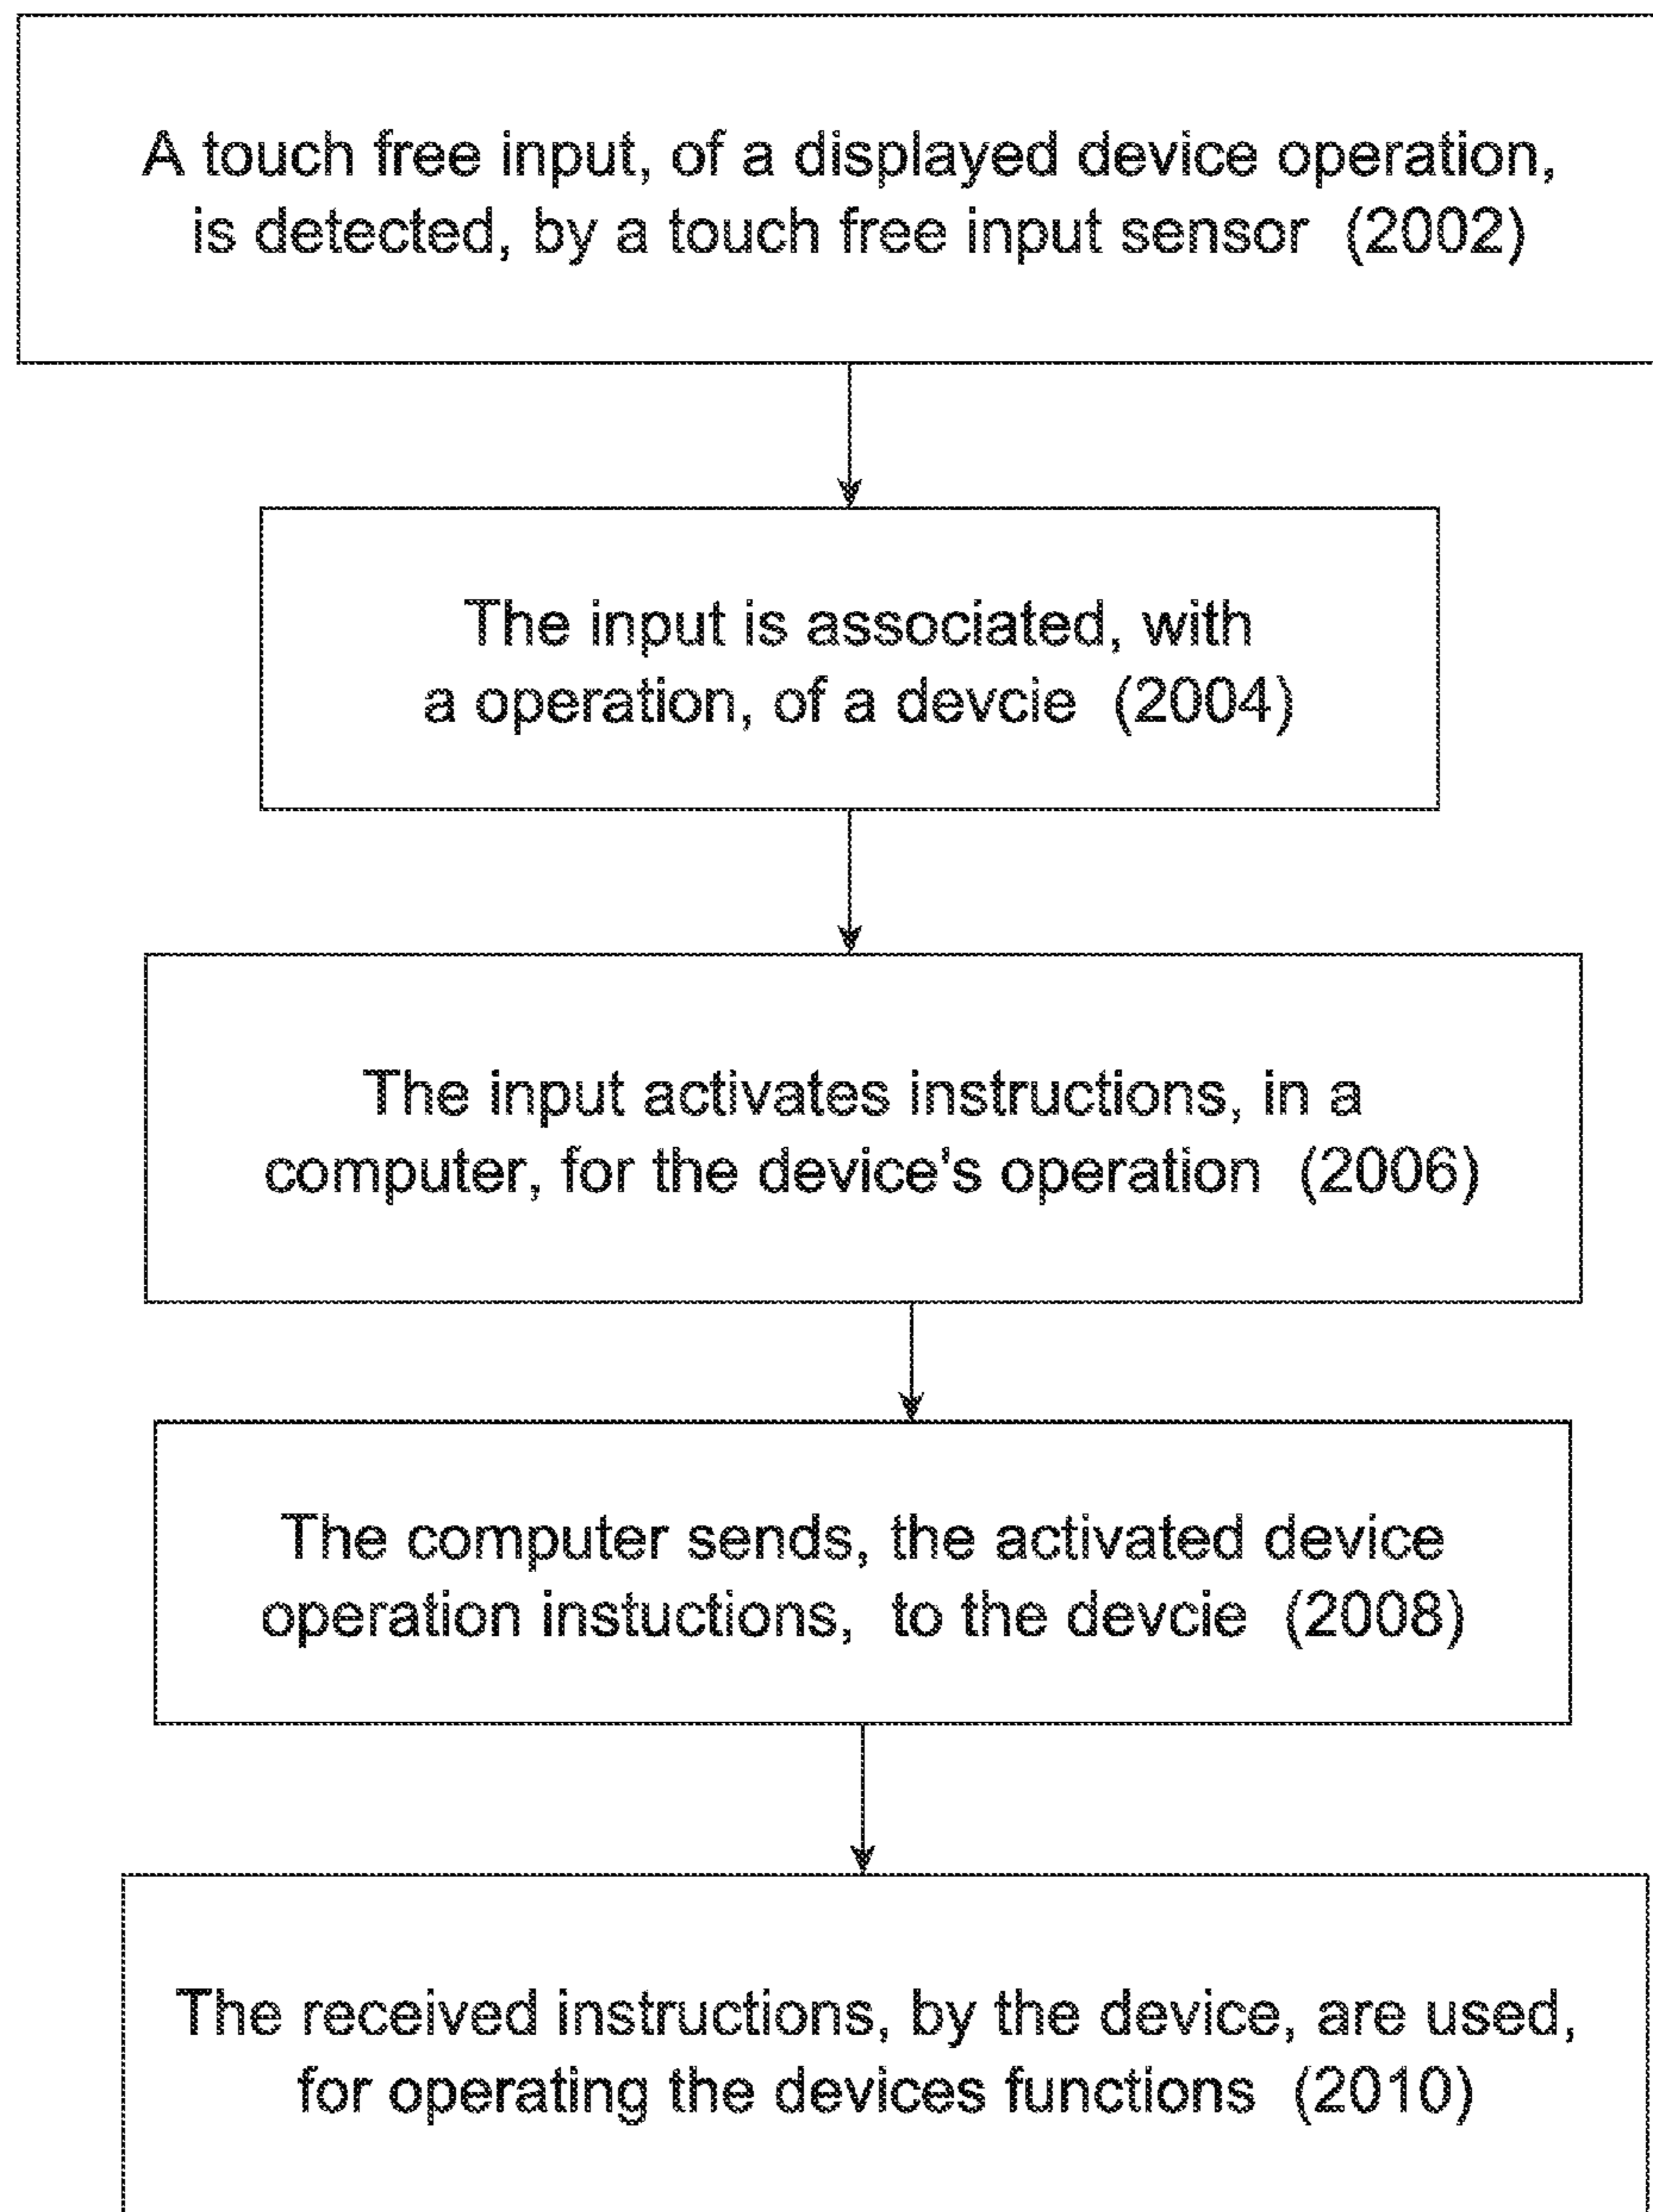 A touch free input, of a displayed device operation,
is detected, by a touch free input sensor (2002)
The input is associated, with
a operation, of a devcie (2004)
The input activates instructions, in a
computer, for the device's operation (2006)
The computer sends, the activated device
operation instuctions, to the devcie (2008)
The received instructions, by the device, are used,
for operating the devices functions (2010)